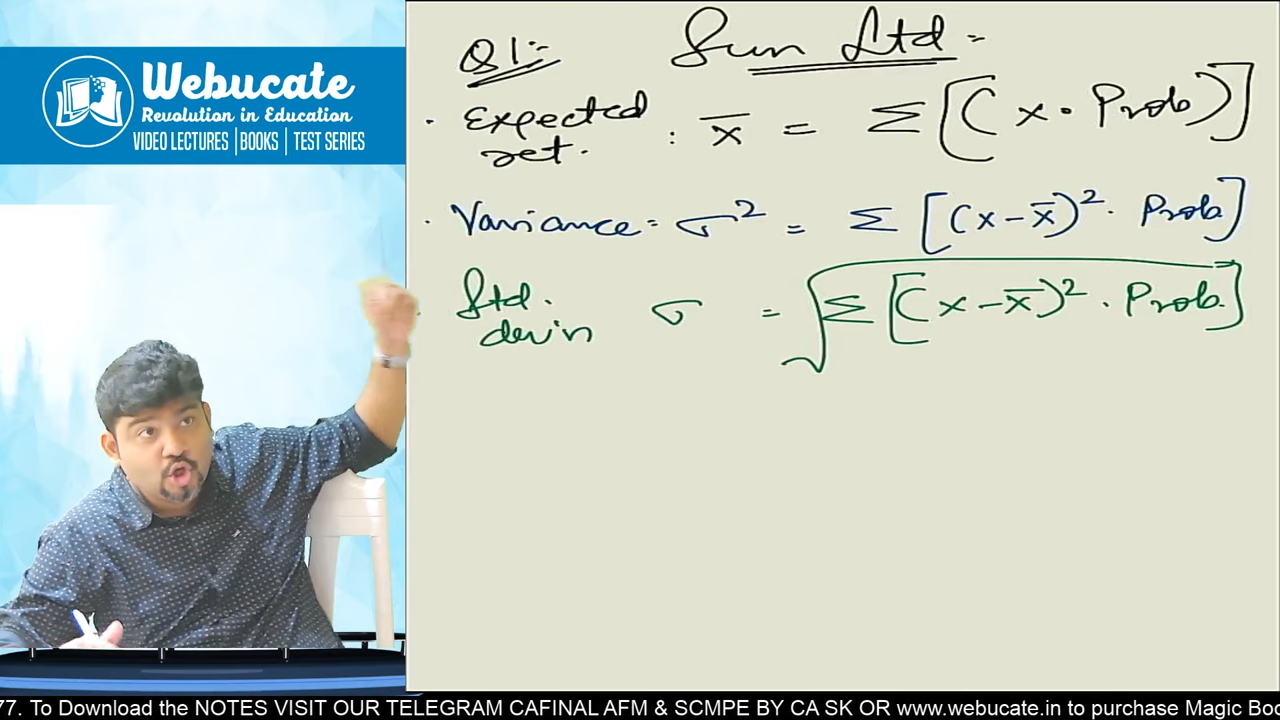 Webucate
Revolution in Education
VIDEO LECTURES | BOOKS | TEST SERIES
Q1:- Sun Ltd =
· Expected ret. : x̅ = Σ[(x · Prob)]
· Variance = σ² = Σ[(x-x̅)² · Prob]
· Std. dev'n σ = √Σ[(x-x̅)² · Prob.]
77. To Download the NOTES VISIT OUR TELEGRAM CAFINAL AFM & SCMPE BY CA SK OR www.webucate.in to purchase Magic Boo